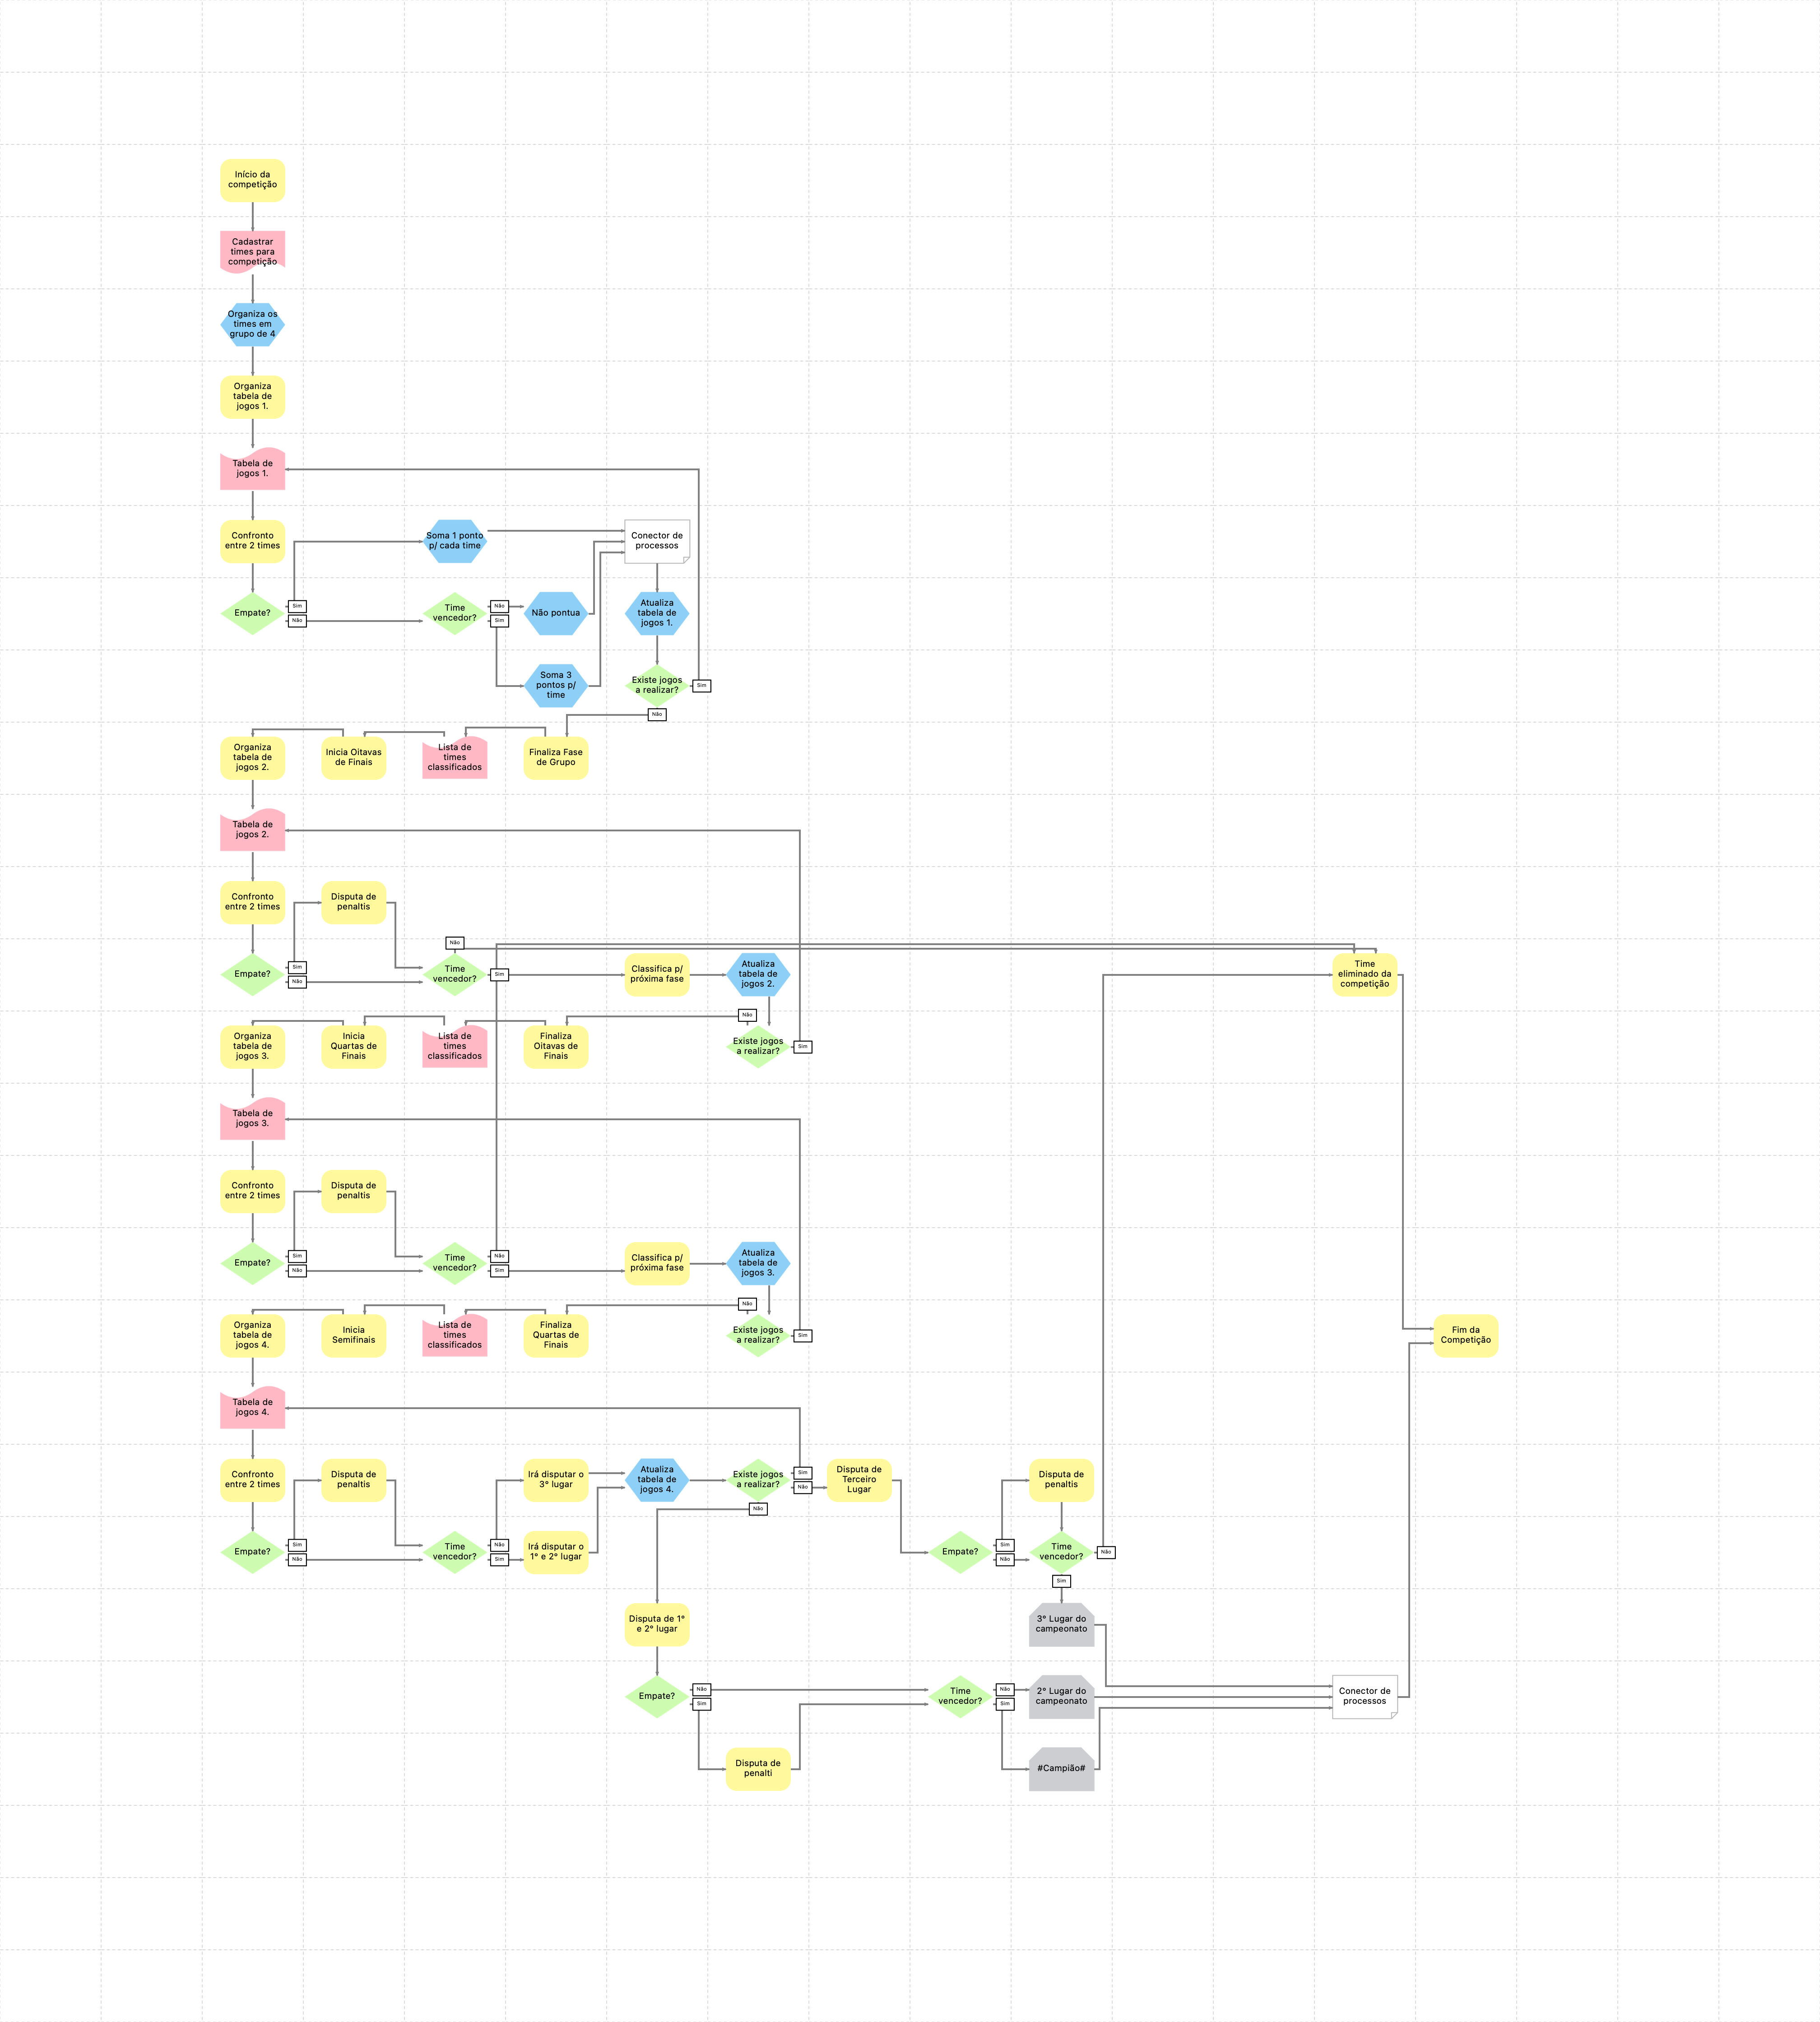 Início da
competição
Cadastrar
times para
competição
Organiza os
times em
grupo de 4
Organiza
tabela de
jogos 1.
Tabela de
jogos 1.
Confronto
entre 2 times
Soma 1 ponto
p/ cada time
Conector de
processos
Empate?
Sim
Não
Time
vencedor?
Não
Sim
Não pontua
Atualiza
tabela de
jogos 1.
Soma 3
pontos p/
time
Existe jogos
a realizar?
Sim
Não
Organiza
tabela de
jogos 2.
Inicia Oitavas
de Finais
Lista de
times
classificados
Finaliza Fase
de Grupo
Tabela de
jogos 2.
Confronto
entre 2 times
Disputa de
penaltis
Empate?
Sim
Não
Não
Time
vencedor?
Sim
Classifica p/
próxima fase
Atualiza
tabela de
jogos 2.
Time
eliminado da
competição
Organiza
tabela de
jogos 3.
Inicia
Quartas de
Finais
Lista de
times
classificados
Finaliza
Oitavas de
Finais
Não
Existe jogos
a realizar?
Sim
Tabela de
jogos 3.
Confronto
entre 2 times
Disputa de
penaltis
Empate?
Sim
Não
Time
vencedor?
Não
Sim
Classifica p/
próxima fase
Atualiza
tabela de
jogos 3.
Organiza
tabela de
jogos 4.
Inicia
Semifinais
Lista de
times
classificados
Finaliza
Quartas de
Finais
Não
Existe jogos
a realizar?
Sim
Fim da
Competição
Tabela de
jogos 4.
Confronto
entre 2 times
Disputa de
penaltis
Irá disputar o
3° lugar
Atualiza
tabela de
jogos 4.
Existe jogos
a realizar?
Sim
Não
Não
Disputa de
Terceiro
Lugar
Disputa de
penaltis
Empate?
Sim
Não
Time
vencedor?
Não
Sim
Irá disputar o
1° e 2° lugar
Empate?
Sim
Não
Time
vencedor?
Não
Sim
Disputa de 1°
e 2° lugar
3° Lugar do
campeonato
Empate?
Não
Sim
Time
vencedor?
Não
Sim
2° Lugar do
campeonato
Conector de
processos
Disputa de
penalti
#Campião#